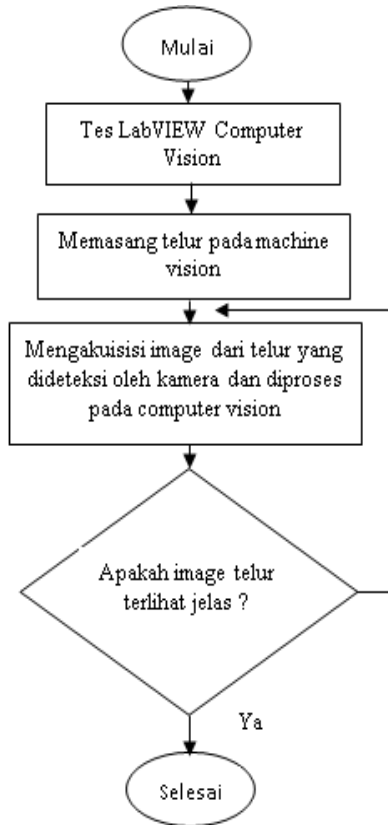 Mulai
Tes LabVIEW Computer
Vision
Memasang telur pada machine
vision
Mengakuisisi image dari telur yang
dideteksi oleh kamera dan diproses
pada computer vision
Apakah image telur
terlihat jelas ?
Ya
Selesai